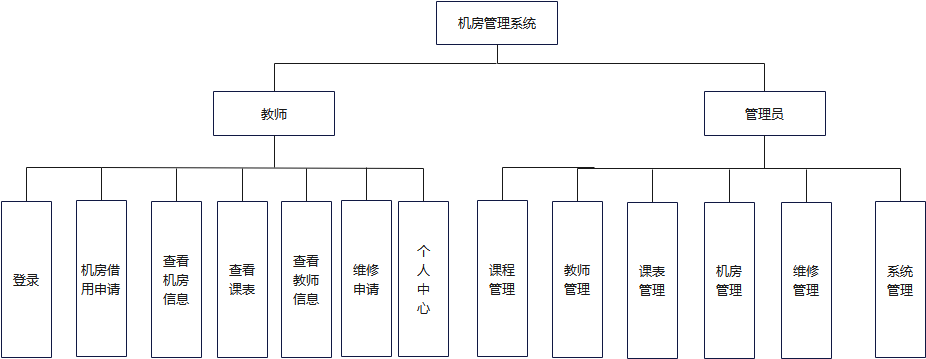 机房管理系统
教师
管理员
登录
机房借
用申请
查看
机房
信息
查看
课表
查看
教师
信息
维修
申请
个
人
中
心
课程
管理
教师
管理
课表
管理
机房
管理
维修
管理
系统
管理